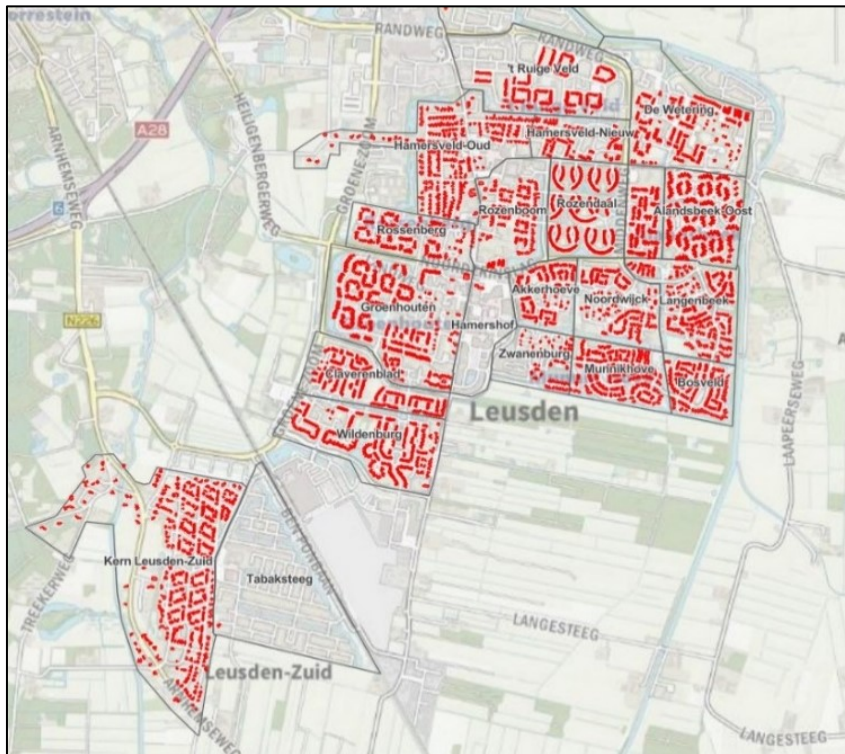 orrestein
RANDWEG
RANDWEG
't Ruige Veld
De Wetering
A28
HEILIGENBERGERWEG
ARNHEMSEWEG
GROENEZOOM
Hamersveld-Oud
Hamersveld-Nieuw
Rozenboom
Rozendaal
Alandsbeek-Oost
Rossenberg
Akkerhoeve
Noordwijck
Langenbeek
Groenhouten
Hamershof
N226
Zwanenburg
Munnikhove
Bosveld
Claverenblad
GROENEZOOM
Leusden
LAAPEERSEWEG
Wildenburg
Kern Leusden-Zuid
Tabaksteeg
TREEKERWEG
LANGESTEEG
Leusden-Zuid
ARNHEMSEWEG
LANGESTEEG